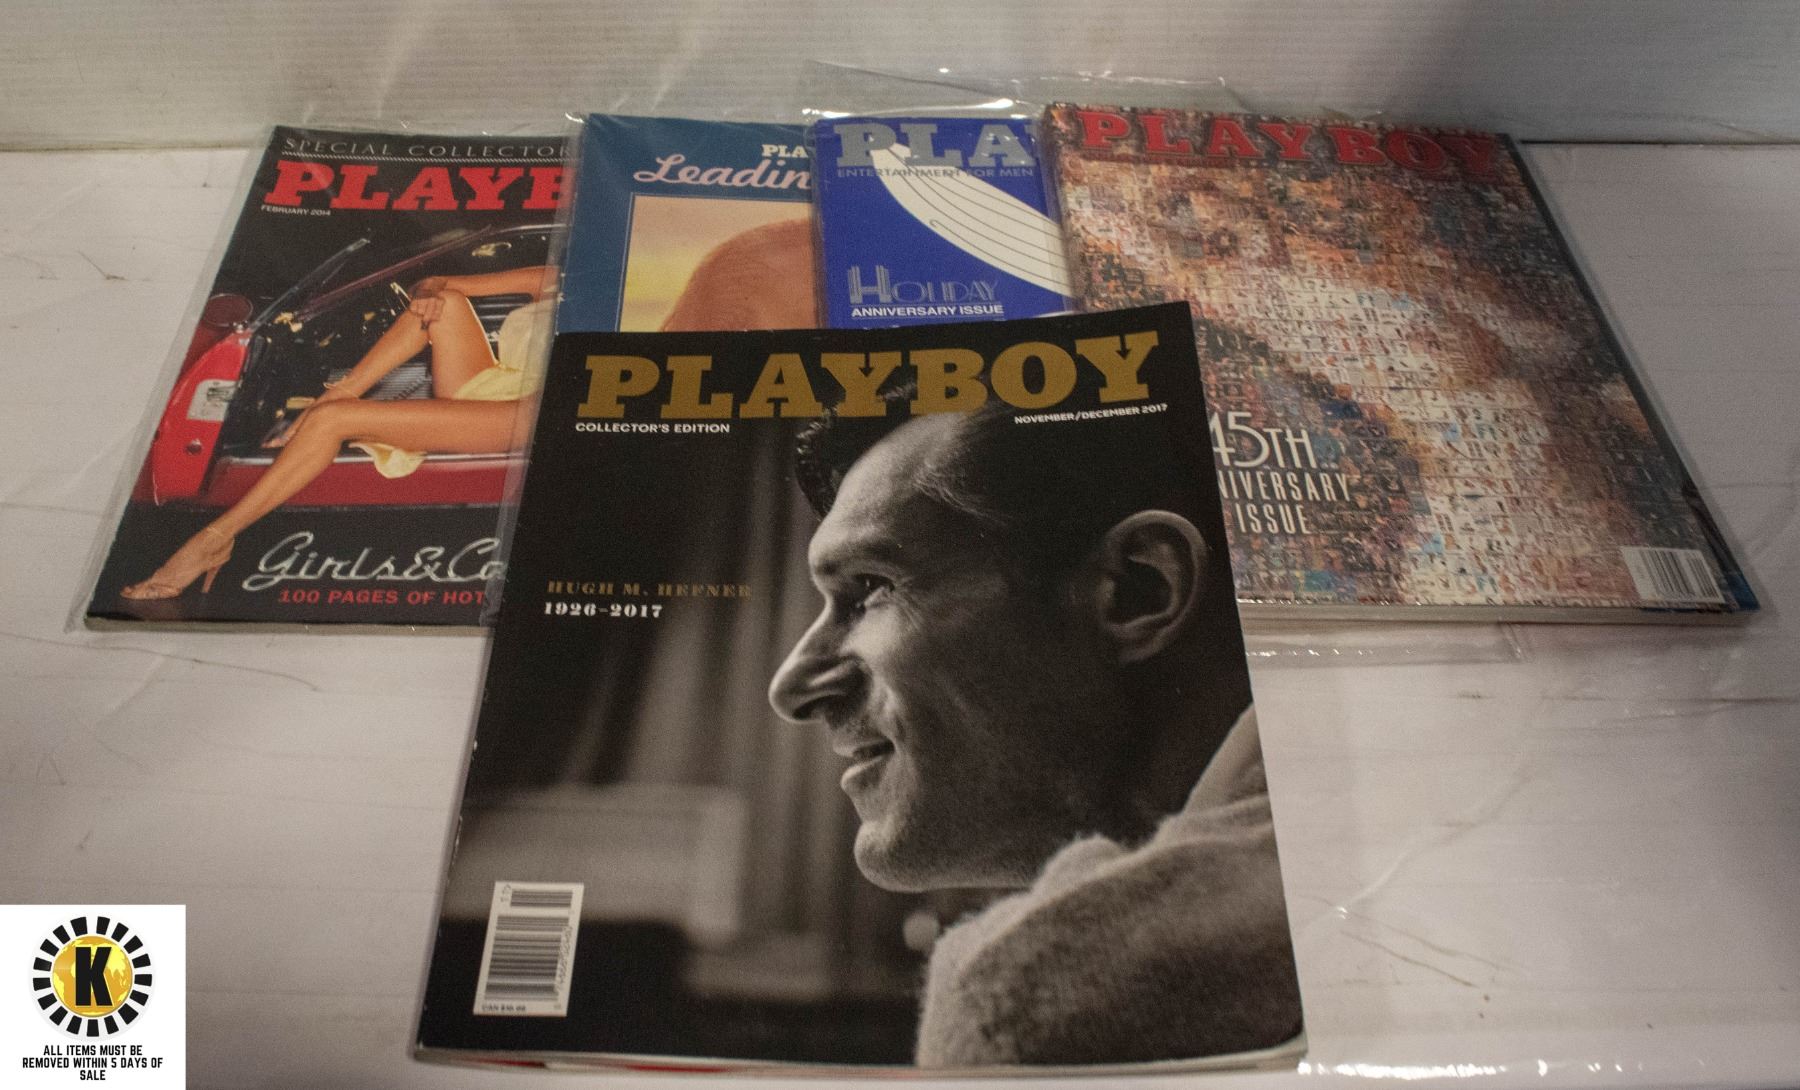 SPECIAL COLLECTOR
PLAYB
FEBRUARY 2014
Girls&Ca
100 PAGES OF HOT
PLA
Leadin
PLA
ENTERTAINMENT FOR MEN
HOLIDAY
ANNIVERSARY ISSUE
PLAYBOY
45TH
NIVERSARY
ISSUE
PLAYBOY
COLLECTOR'S EDITION
NOVEMBER/DECEMBER 2017
HUGH M. HEFNER
1926-2017
K
ALL ITEMS MUST BE
REMOVED WITHIN 5 DAYS OF
SALE